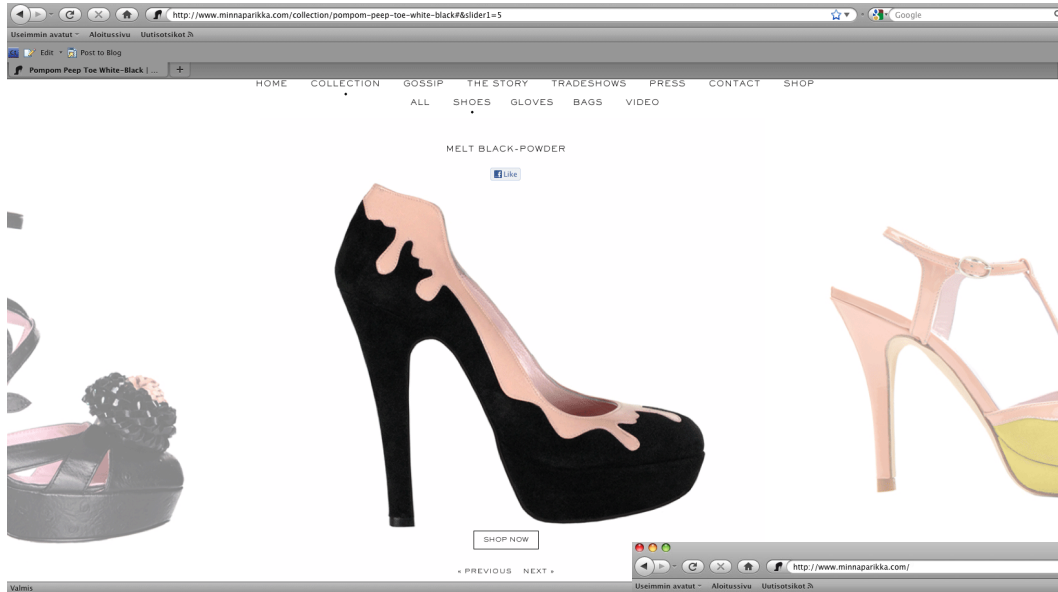 http://www.minnaparikka.com/collection/pompom-peep-toe-white-black#&slider1=5
Google
Useimmin avatut Aloitussivu Uutisotsikot
Edit Post to Blog
Pompom Peep Toe White-Black | ... +
HOME COLLECTION GOSSIP THE STORY TRADESHOWS PRESS CONTACT SHOP
ALL SHOES GLOVES BAGS VIDEO
MELT BLACK-POWDER
Like
SHOP NOW
« PREVIOUS NEXT »
http://www.minnaparikka.com/
Useimmin avatut Aloitussivu Uutisotsikot
Valmis